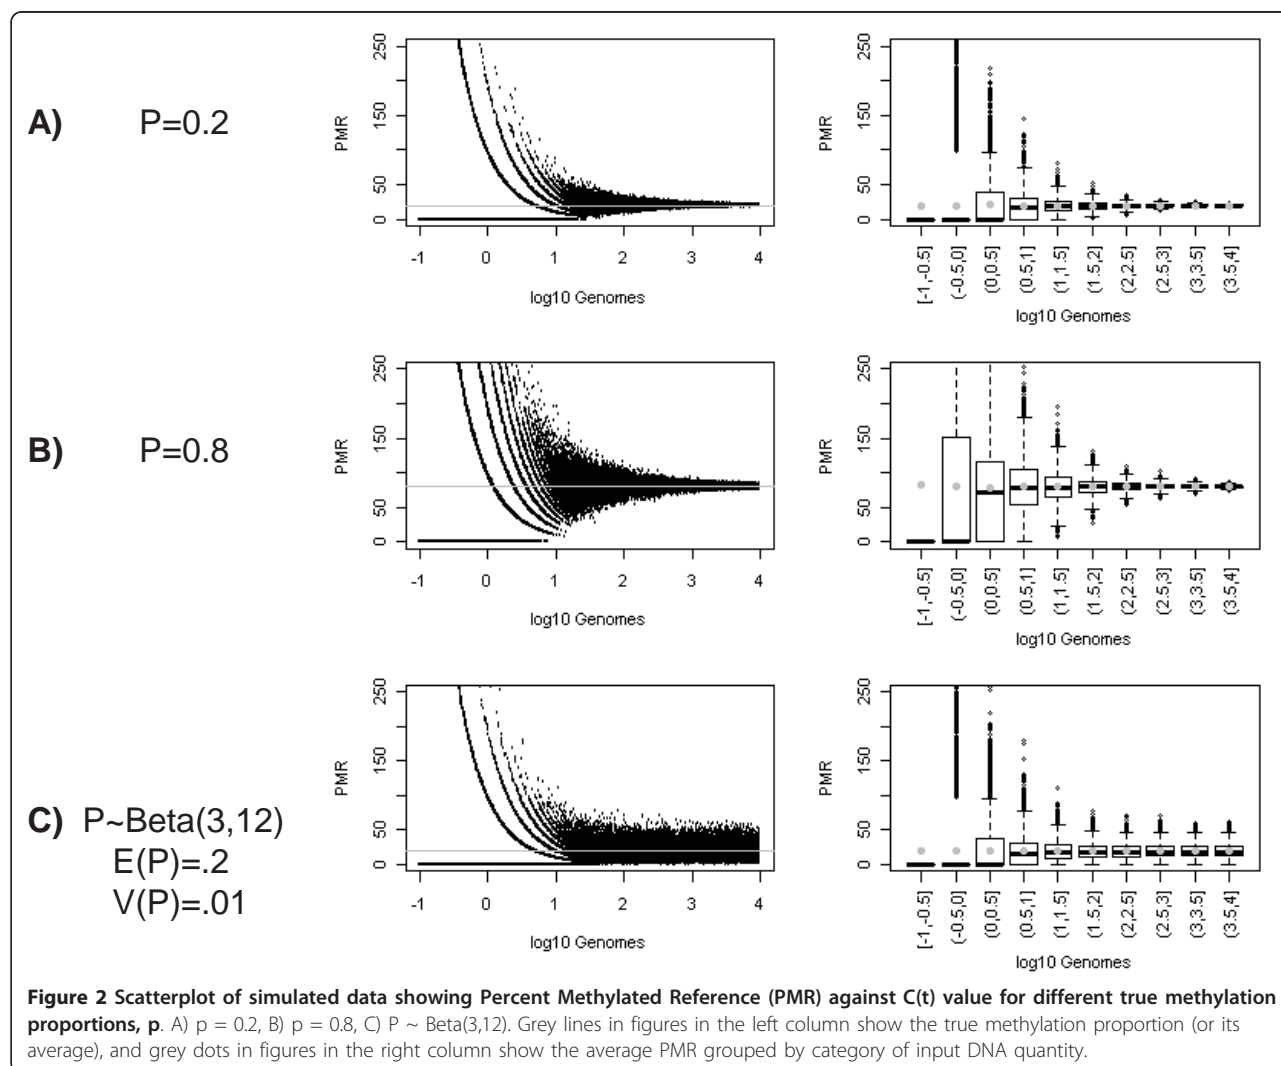 A) P=0.2
PMR
250
150
50
0
-1 0 1 2 3 4
log10 Genomes
PMR
250
150
50
0
[-1,-0.5]
(-0.5,0]
(0,0.5]
(0.5,1]
(1,1.5]
(1.5,2]
(2,2.5]
(2.5,3]
(3,3.5]
(3.5,4]
log10 Genomes
B) P=0.8
PMR
250
150
50
0
-1 0 1 2 3 4
log10 Genomes
PMR
250
150
50
0
[-1,-0.5]
(-0.5,0]
(0,0.5]
(0.5,1]
(1,1.5]
(1.5,2]
(2,2.5]
(2.5,3]
(3,3.5]
(3.5,4]
log10 Genomes
C) P~Beta(3,12)
E(P)=.2
V(P)=.01
PMR
250
150
50
0
-1 0 1 2 3 4
log10 Genomes
PMR
250
150
50
0
[-1,-0.5]
(-0.5,0]
(0,0.5]
(0.5,1]
(1,1.5]
(1.5,2]
(2,2.5]
(2.5,3]
(3,3.5]
(3.5,4]
log10 Genomes
Figure 2 Scatterplot of simulated data showing Percent Methylated Reference (PMR) against C(t) value for different true methylation
proportions, p. A) p = 0.2, B) p = 0.8, C) P ~ Beta(3,12). Grey lines in figures in the left column show the true methylation proportion (or its
average), and grey dots in figures in the right column show the average PMR grouped by category of input DNA quantity.